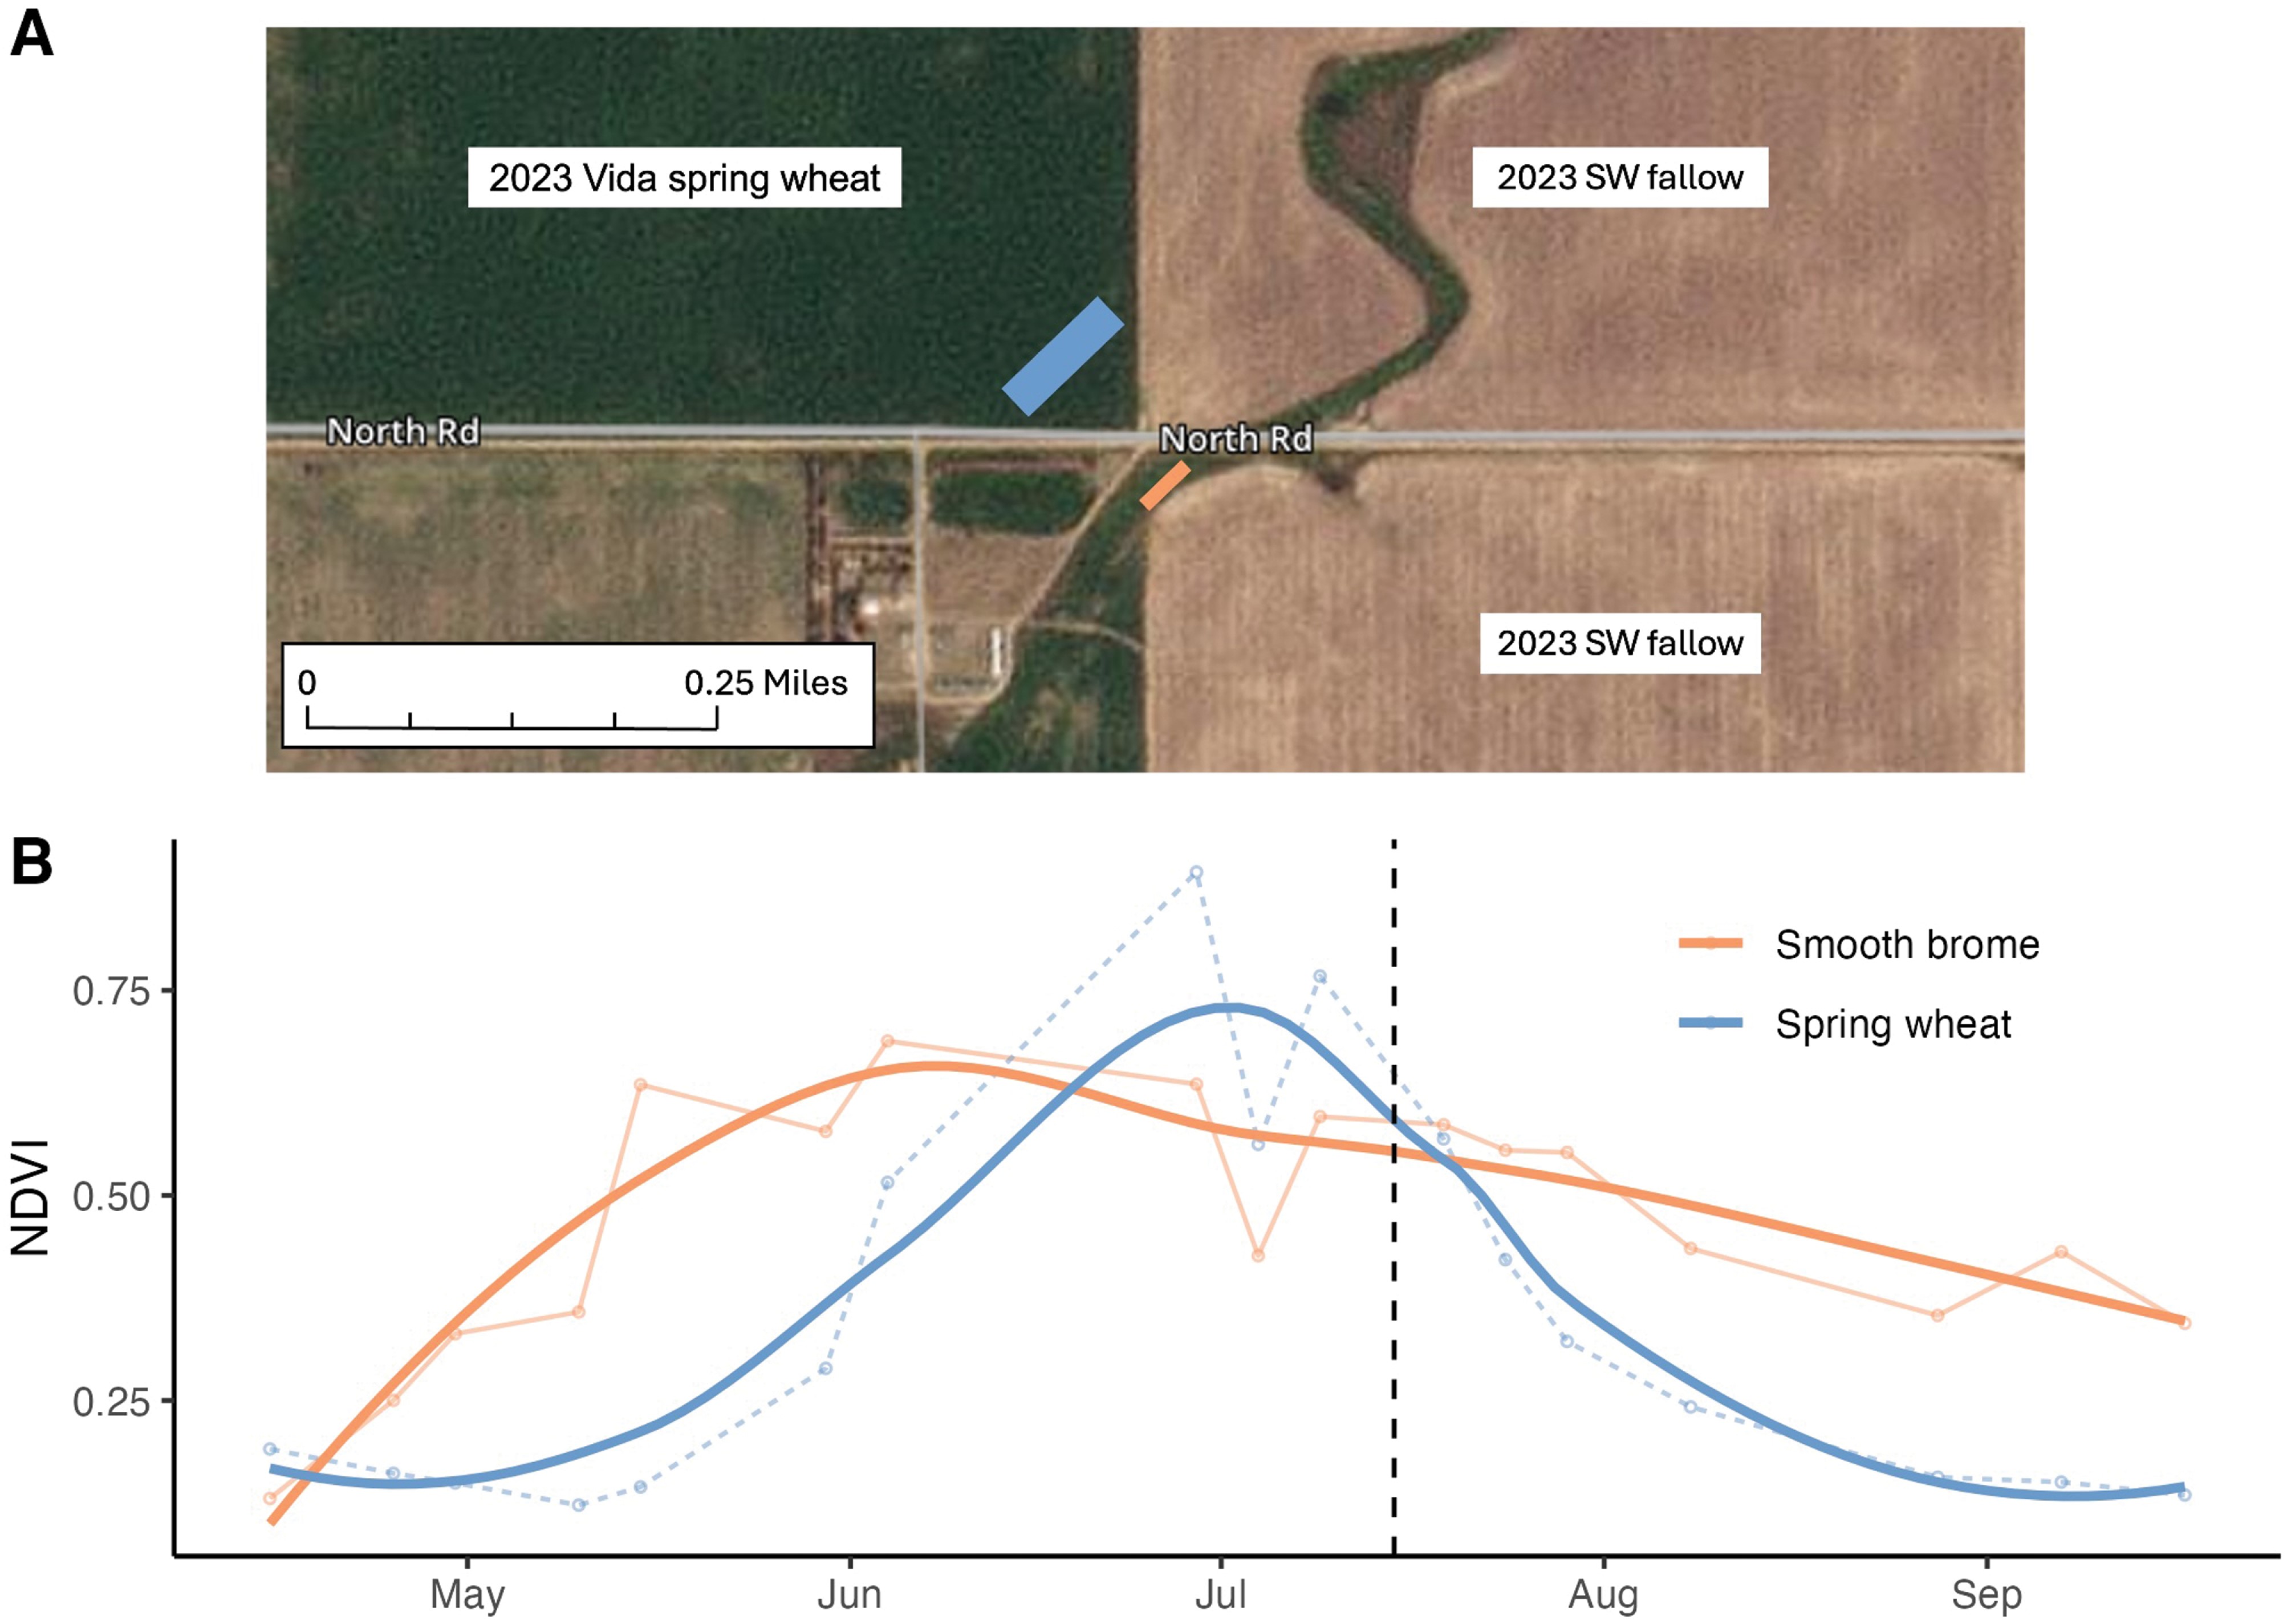 A
2023 Vida spring wheat
2023 SW fallow
North Rd
North Rd
2023 SW fallow
0
0.25 Miles
B
Smooth brome
Spring wheat
NDVI
0.75
0.50
0.25
May
Jun
Jul
Aug
Sep